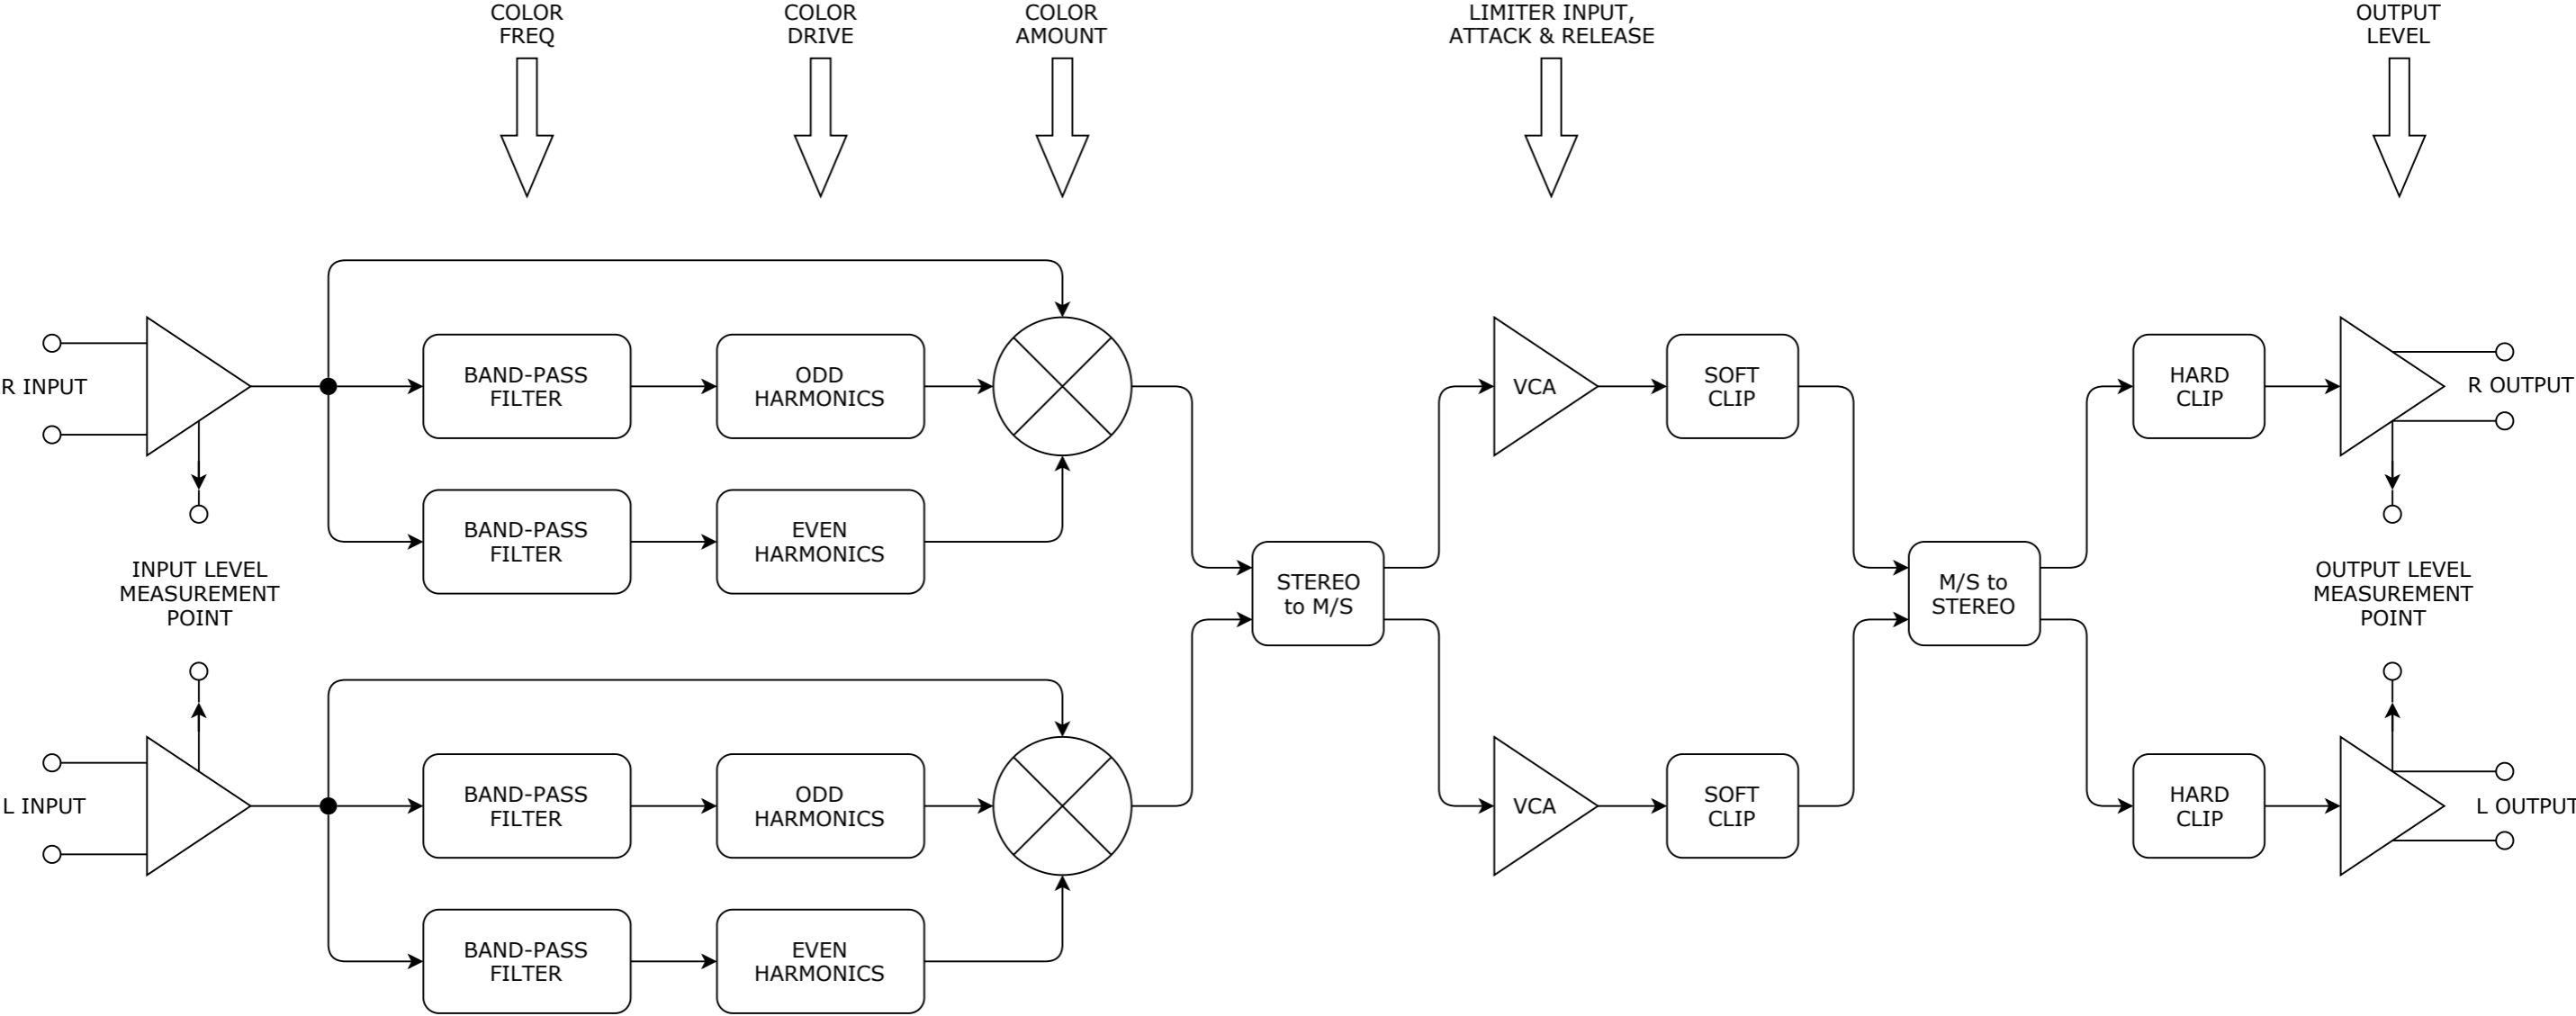 COLOR
FREQ
COLOR
DRIVE
COLOR
AMOUNT
LIMITER INPUT,
ATTACK & RELEASE
OUTPUT
LEVEL
R INPUT
BAND-PASS
FILTER
ODD
HARMONICS
VCA
SOFT
CLIP
HARD
CLIP
R OUTPUT
BAND-PASS
FILTER
EVEN
HARMONICS
INPUT LEVEL
MEASUREMENT
POINT
STEREO
to M/S
M/S to
STEREO
OUTPUT LEVEL
MEASUREMENT
POINT
L INPUT
BAND-PASS
FILTER
ODD
HARMONICS
VCA
SOFT
CLIP
HARD
CLIP
L OUTPUT
BAND-PASS
FILTER
EVEN
HARMONICS